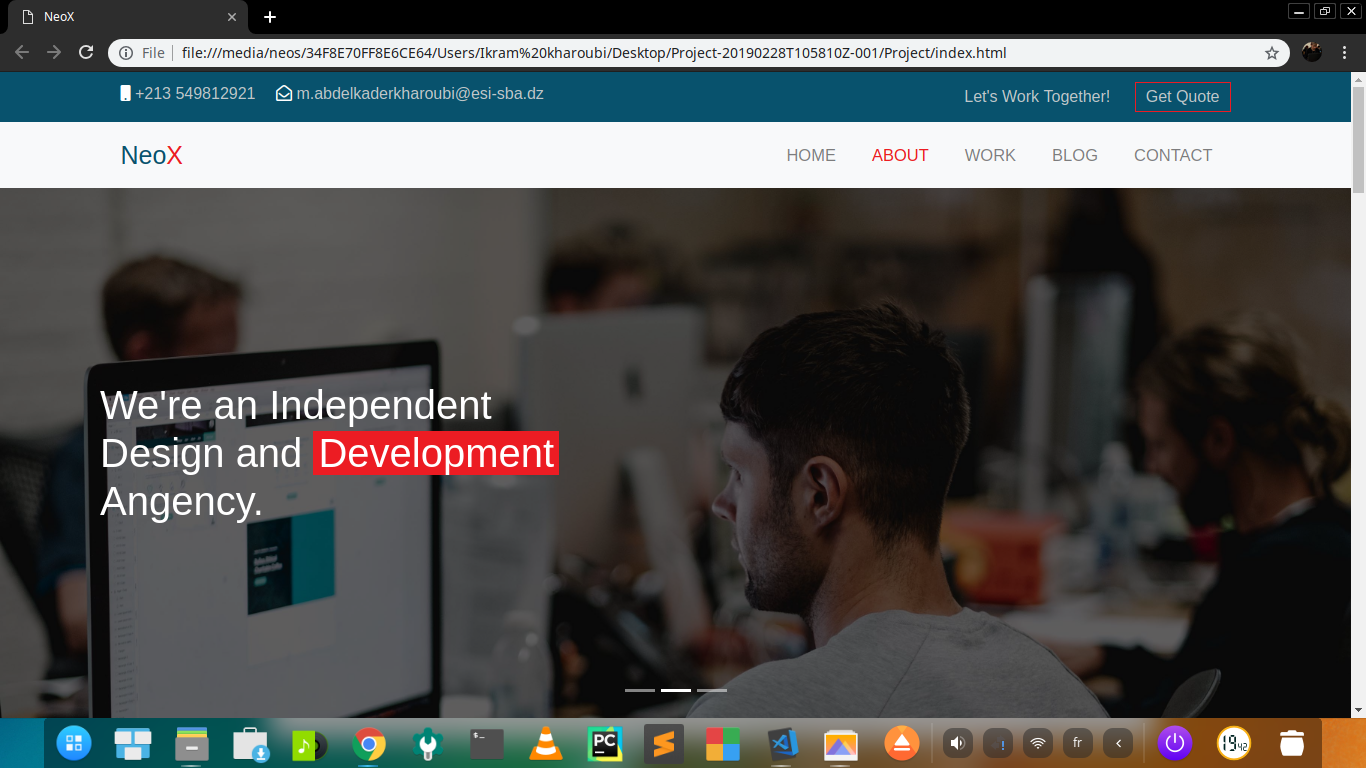 NeoX
File
file:///media/neos/34F8E70FF8E6CE64/Users/Ikram%20kharoubi/Desktop/Project-20190228T105810Z-001/Project/index.html
+213 549812921 m.abdelkaderkharoubi@esi-sba.dz Let's Work Together! Get Quote
NeoX HOME ABOUT WORK BLOG CONTACT
We're an Independent
Design and Development
Angency.
PC
$_
fr
19 42